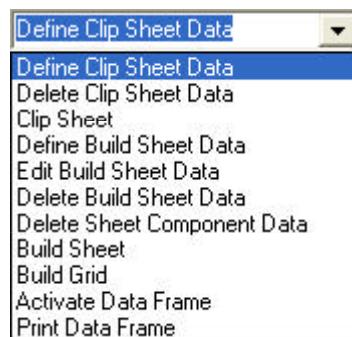 Define Clip Sheet Data
Define Clip Sheet Data
Delete Clip Sheet Data
Clip Sheet
Define Build Sheet Data
Edit Build Sheet Data
Delete Build Sheet Data
Delete Sheet Component Data
Build Sheet
Build Grid
Activate Data Frame
Print Data Frame